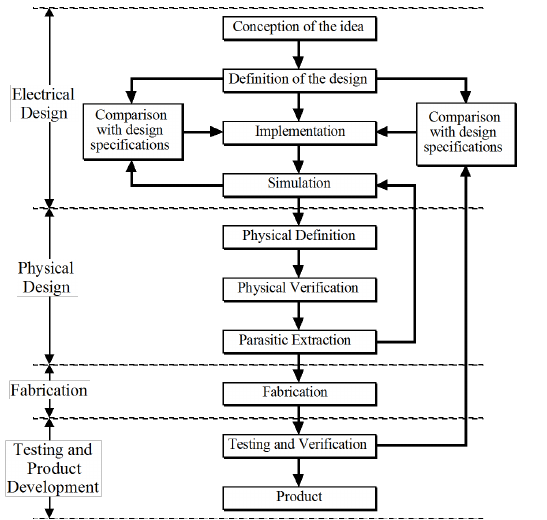 Conception of the idea
Definition of the design
Electrical
Design
Comparison
with design
specifications
Implementation
Comparison
with design
specifications
Simulation
Physical Definition
Physical
Design
Physical Verification
Parasitic Extraction
Fabrication
Fabrication
Testing and
Product
Development
Testing and Verification
Product